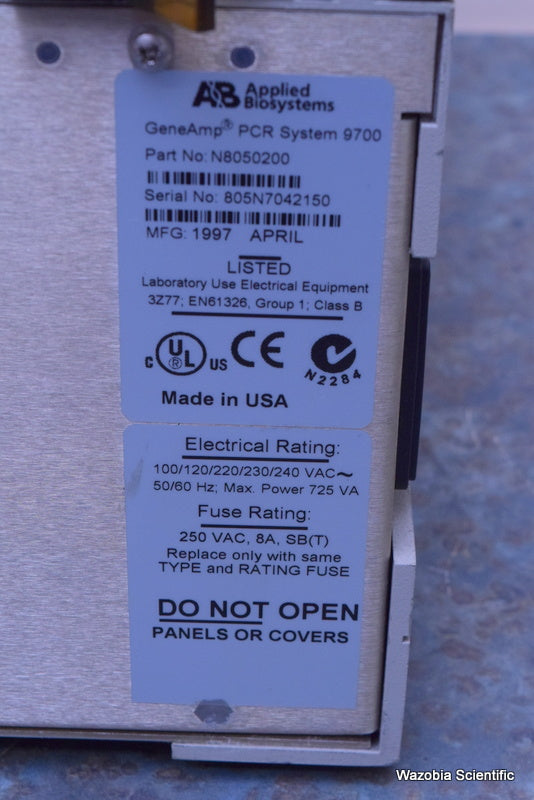 AB Applied Biosystems
GeneAmp® PCR System 9700
Part No: N8050200
Serial No: 805N7042150
MFG: 1997 APRIL
LISTED
Laboratory Use Electrical Equipment
3Z77; EN61326, Group 1; Class B
C UL ® US CE N2284
Made in USA
Electrical Rating:
100/120/220/230/240 VAC~
50/60 Hz; Max. Power 725 VA
Fuse Rating:
250 VAC, 8A, SB(T)
Replace only with same
TYPE and RATING FUSE
DO NOT OPEN
PANELS OR COVERS
Wazobia Scientific